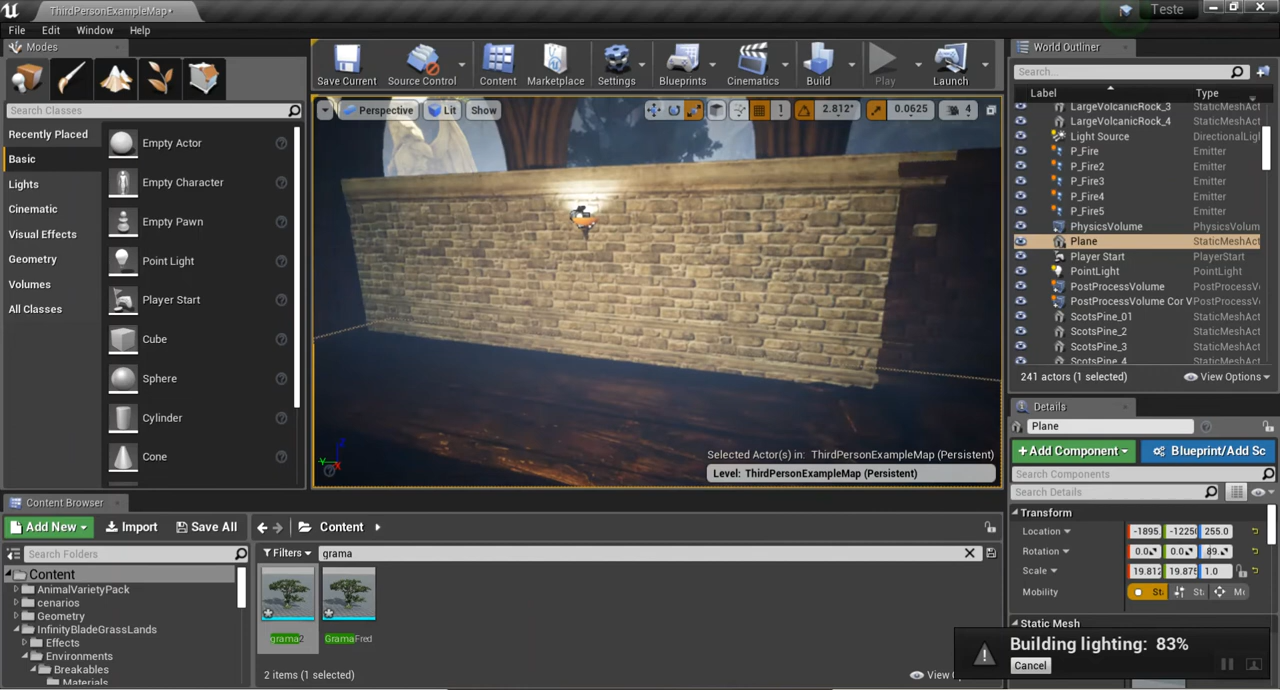 ThirdPersonExampleMap*
Teste
File Edit Window Help
Modes
Search Classes
Recently Placed
Basic
Lights
Cinematic
Visual Effects
Geometry
Volumes
All Classes
Empty Actor
Empty Character
Empty Pawn
Point Light
Player Start
Cube
Sphere
Cylinder
Cone
Save Current
Source Control
Content
Marketplace
Settings
Blueprints
Cinematics
Build
Play
Launch
Perspective
Lit
Show
1
2.812°
0.0625
4
Selected Actor(s) in: ThirdPersonExampleMap (Persistent)
Level: ThirdPersonExampleMap (Persistent)
World Outliner
Search...
Label Type
LargeVolcanicRock_3 StaticMeshAct
LargeVolcanicRock_4 StaticMeshAct
Light Source DirectionalLig
P_Fire Emitter
P_Fire2 Emitter
P_Fire3 Emitter
P_Fire4 Emitter
P_Fire5 Emitter
PhysicsVolume PhysicsVolum
Plane StaticMeshAct
Player Start PlayerStart
PointLight PointLight
PostProcessVolume PostProcessV
PostProcessVolume Cor V PostProcessV
ScotsPine_01 StaticMeshAct
ScotsPine_2 StaticMeshAct
ScotsPine_3 StaticMeshAct
ScotsPine_4 StaticMeshAct
241 actors (1 selected)
View Options
Details
Plane
+Add Component
Blueprint/Add Sc
Search Components
Search Details
Transform
Location -1895 -1225 255.0
Rotation 0.0 0.0 89.
Scale 19.812 19.875 1.0
Mobility St St Mo
Static Mesh
Building lighting: 83%
Cancel
Content Browser
Add New
Import
Save All
Content
Search Folders
Filters
grama
Content
AnimalVarietyPack
cenarios
Geometry
InfinityBladeGrassLands
Effects
Environments
Breakables
Materials
grama2
GramaFred
2 items (1 selected)
View